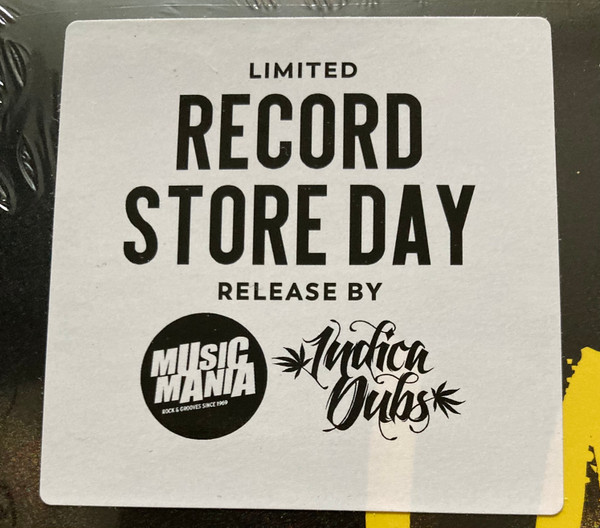 LIMITED
RECORD
STORE DAY
RELEASE BY
MUSIC
MANIA
ROCK & GROOVES SINCE 1969
Indica
Dubs